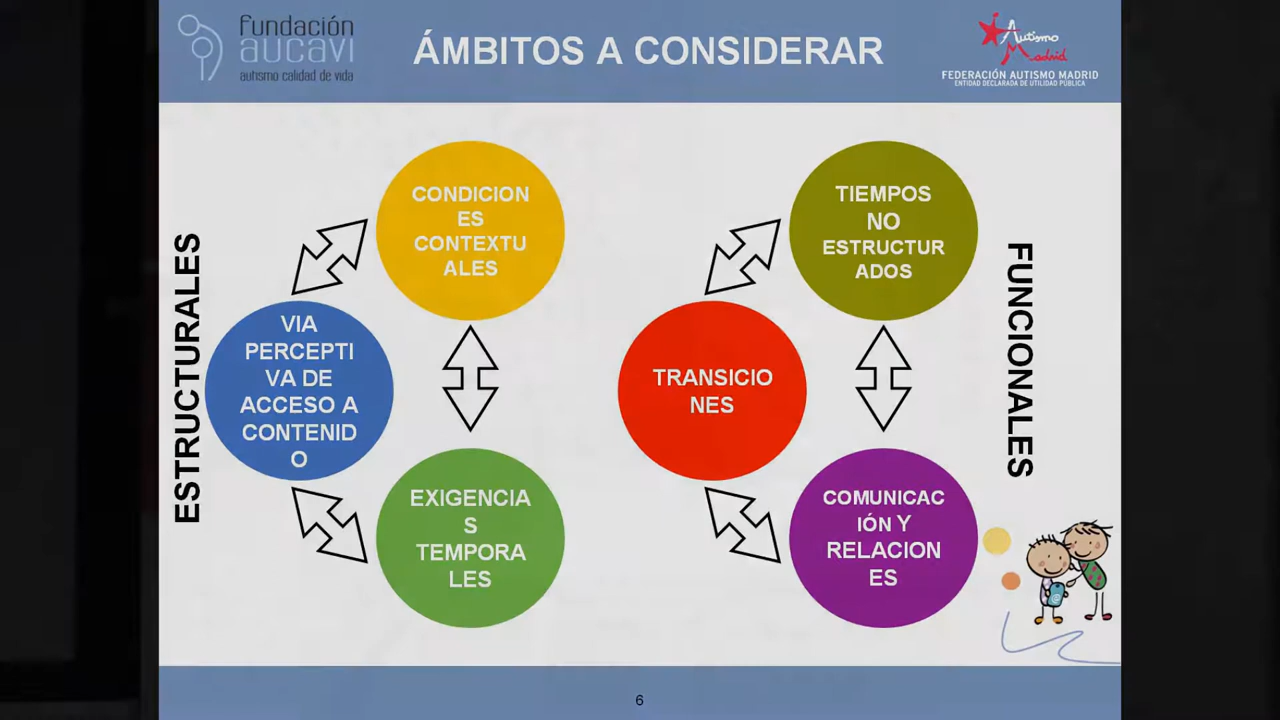 fundación
aucavi
autismo calidad de vida
ÁMBITOS A CONSIDERAR
Autismo
Madrid
FEDERACIÓN AUTISMO MADRID
ENTIDAD DECLARADA DE UTILIDAD PÚBLICA
ESTRUCTURALES
CONDICION
ES
CONTEXTU
ALES
VIA
PERCEPTI
VA DE
ACCESO A
CONTENID
O
EXIGENCIA
S
TEMPORA
LES
TIEMPOS
NO
ESTRUCTUR
ADOS
TRANSICIO
NES
COMUNICAC
IÓN Y
RELACION
ES
FUNCIONALES
6